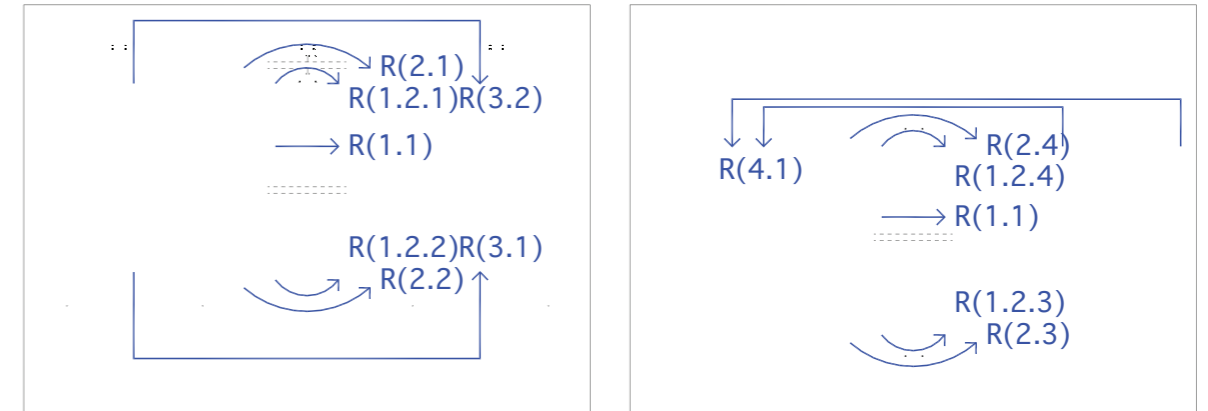 R(2.1)
R(1.2.1)R(3.2)
R(1.1)
R(1.2.2)R(3.1)
R(2.2)
R(2.4)
R(4.1)
R(1.2.4)
R(1.1)
R(1.2.3)
R(2.3)